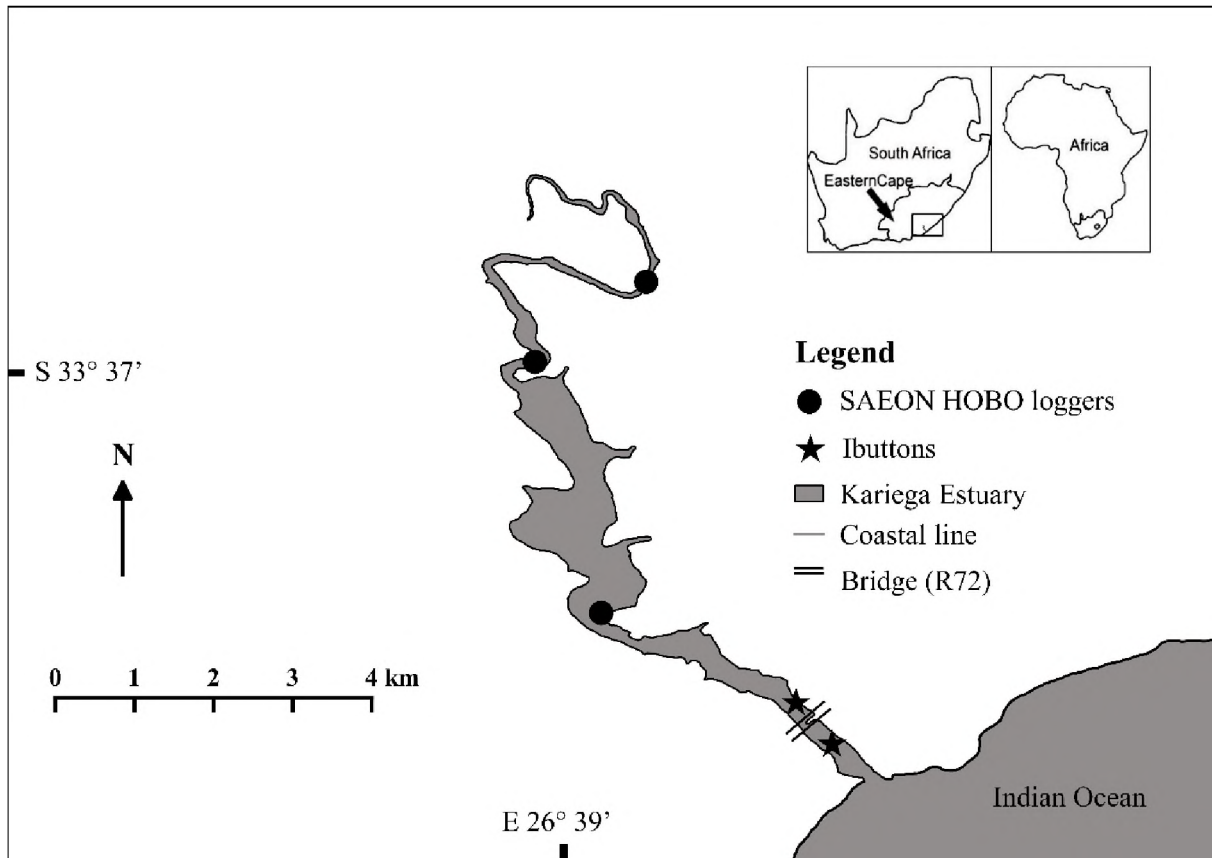 South Africa
EasternCape
Africa
S 33° 37’
N
Legend
SAEON HOBO loggers
Ibuttons
Kariega Estuary
Coastal line
Bridge (R72)
0 1 2 3 4 km
Indian Ocean
E 26° 39’